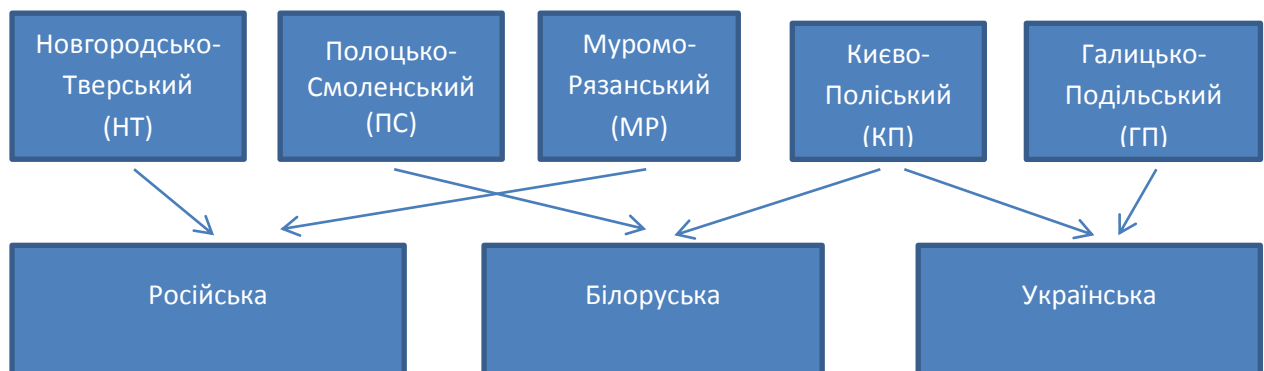 Новгородсько-
Тверський
(НТ)
Полоцько-
Смоленський
(ПС)
Муромо-
Рязанський
(МР)
Києво-
Поліський
(КП)
Галицько-
Подільський
(ГП)
Російська
Білоруська
Українська